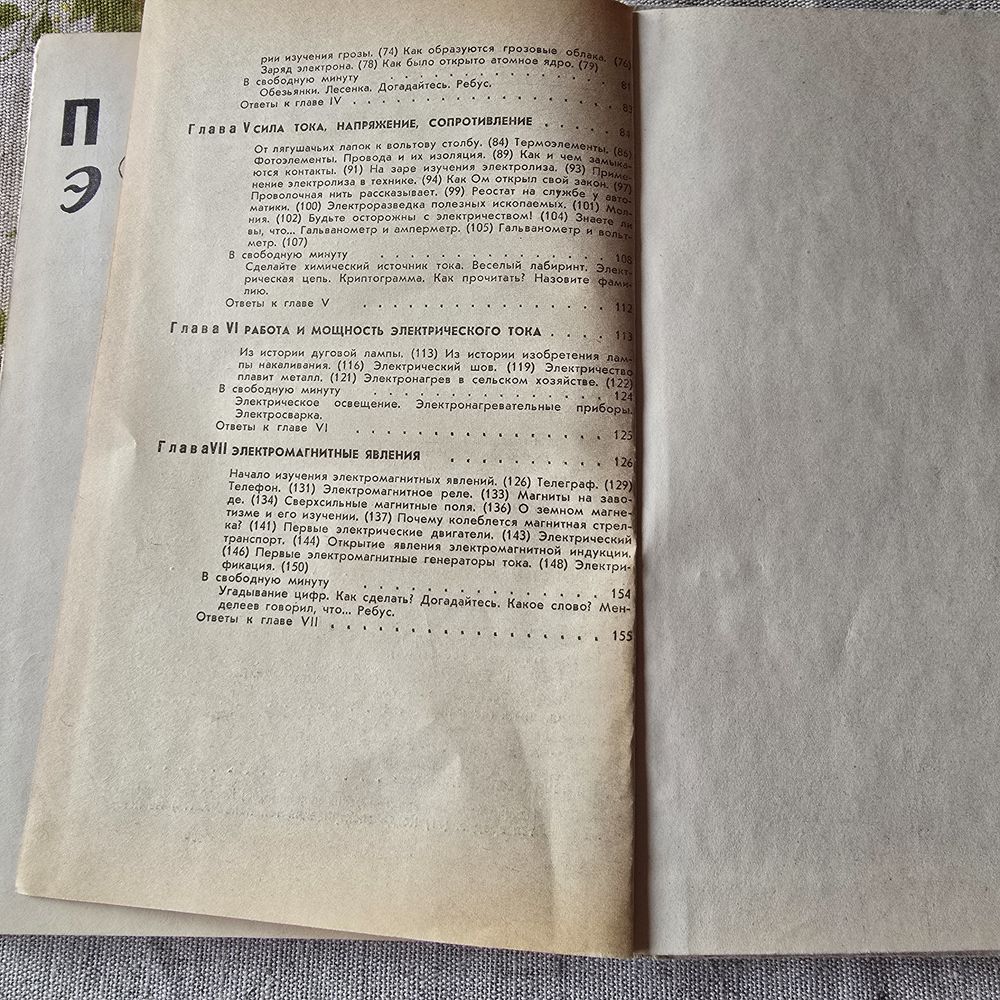 П
Э
рии изучения грозы. (74) Как образуются грозовые облака. (76)
Заряд электрона. (78) Как было открыто атомное ядро. (79)
В свободную минуту . . . . . . . . . . . . . . . . 81
Обезьянки. Лесенка. Догадайтесь. Ребус.
Ответы к главе IV . . . . . . . . . . . . . . . . . 83
Глава V СИЛА ТОКА, НАПРЯЖЕНИЕ, СОПРОТИВЛЕНИЕ . . . . . 84
От лягушачьих лапок к вольтову столбу. (84) Термоэлементы. (86)
Фотоэлементы. Провода и их изоляция. (89) Как и чем замыка-
ются контакты. (91) На заре изучения электролиза. (93) Приме-
нение электролиза в технике. (94) Как Ом открыл свой закон. (97)
Проволочная нить рассказывает. (99) Реостат на службе у авто-
матики. (100) Электроразведка полезных ископаемых. (101) Мол-
ния. (102) Будьте осторожны с электричеством! (104) Знаете ли
вы, что... Гальванометр и амперметр. (105) Гальванометр и вольт-
метр. (107)
В свободную минуту . . . . . . . . . . . . . . . 108
Сделайте химический источник тока. Веселый лабиринт. Элект-
рическая цепь. Криптограмма. Как прочитать? Назовите фами-
лию.
Ответы к главе V . . . . . . . . . . . . . . . . . 112
Глава VI РАБОТА И МОЩНОСТЬ ЭЛЕКТРИЧЕСКОГО ТОКА . . . . 113
Из истории дуговой лампы. (113) Из истории изобретения лам-
пы накаливания. (116) Электрический шов. (119) Электричество
плавит металл. (121) Электронагрев в сельском хозяйстве. (122)
В свободную минуту . . . . . . . . . . . . . . . 124
Электрическое освещение. Электронагревательные приборы.
Электросварка.
Ответы к главе VI . . . . . . . . . . . . . . . . 125
Глава VII ЭЛЕКТРОМАГНИТНЫЕ ЯВЛЕНИЯ . . . . . . . . . . 126
Начало изучения электромагнитных явлений. (126) Телеграф. (129)
Телефон. (131) Электромагнитное реле. (133) Магниты на заво-
де. (134) Сверхсильные магнитные поля. (136) О земном магне-
тизме и его изучении. (137) Почему колеблется магнитная стрел-
ка? (141) Первые электрические двигатели. (143) Электрический
транспорт. (144) Открытие явления электромагнитной индукции.
(146) Первые электромагнитные генераторы тока. (148) Электри-
фикация. (150)
В свободную минуту . . . . . . . . . . . . . . . 154
Угадывание цифр. Как сделать? Догадайтесь. Какое слово? Мен-
делеев говорил, что... Ребус.
Ответы к главе VII . . . . . . . . . . . . . . . . 155